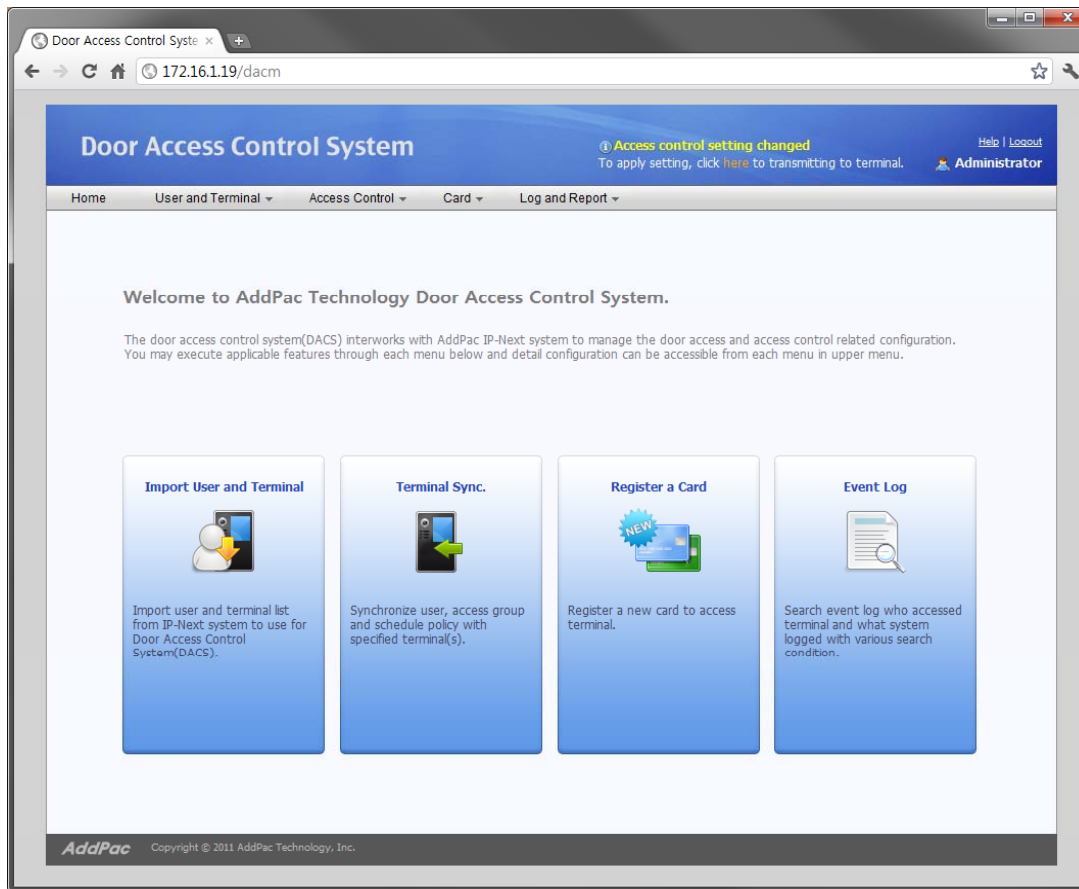 Door Access Control Syste
172.16.1.19/dacm
Door Access Control System
Access control setting changed
To apply setting, click here to transmitting to terminal.
Help | Logout
Administrator
Home User and Terminal Access Control Card Log and Report
Welcome to AddPac Technology Door Access Control System.
The door access control system(DACS) interworks with AddPac IP-Next system to manage the door access and access control related configuration.
You may execute applicable features through each menu below and detail configuration can be accessible from each menu in upper menu.
Import User and Terminal
Import user and terminal list
from IP-Next system to use for
Door Access Control
System(DACS).
Terminal Sync.
Synchronize user, access group
and schedule policy with
specified terminal(s).
Register a Card
NEW
Register a new card to access
terminal.
Event Log
Search event log who accessed
terminal and what system
logged with various search
condition.
AddPac Copyright © 2011 AddPac Technology, Inc.